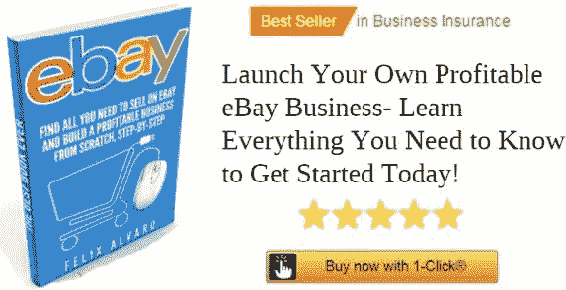 ebay
FIND ALL YOU NEED TO SELL ON EBAY
AND BUILD A PROFITABLE BUSINESS
FROM SCRATCH, STEP-BY-STEP
FELIX ALVARO
Best Seller in Business Insurance
Launch Your Own Profitable
eBay Business- Learn
Everything You Need to Know
to Get Started Today!
Buy now with 1-Click®